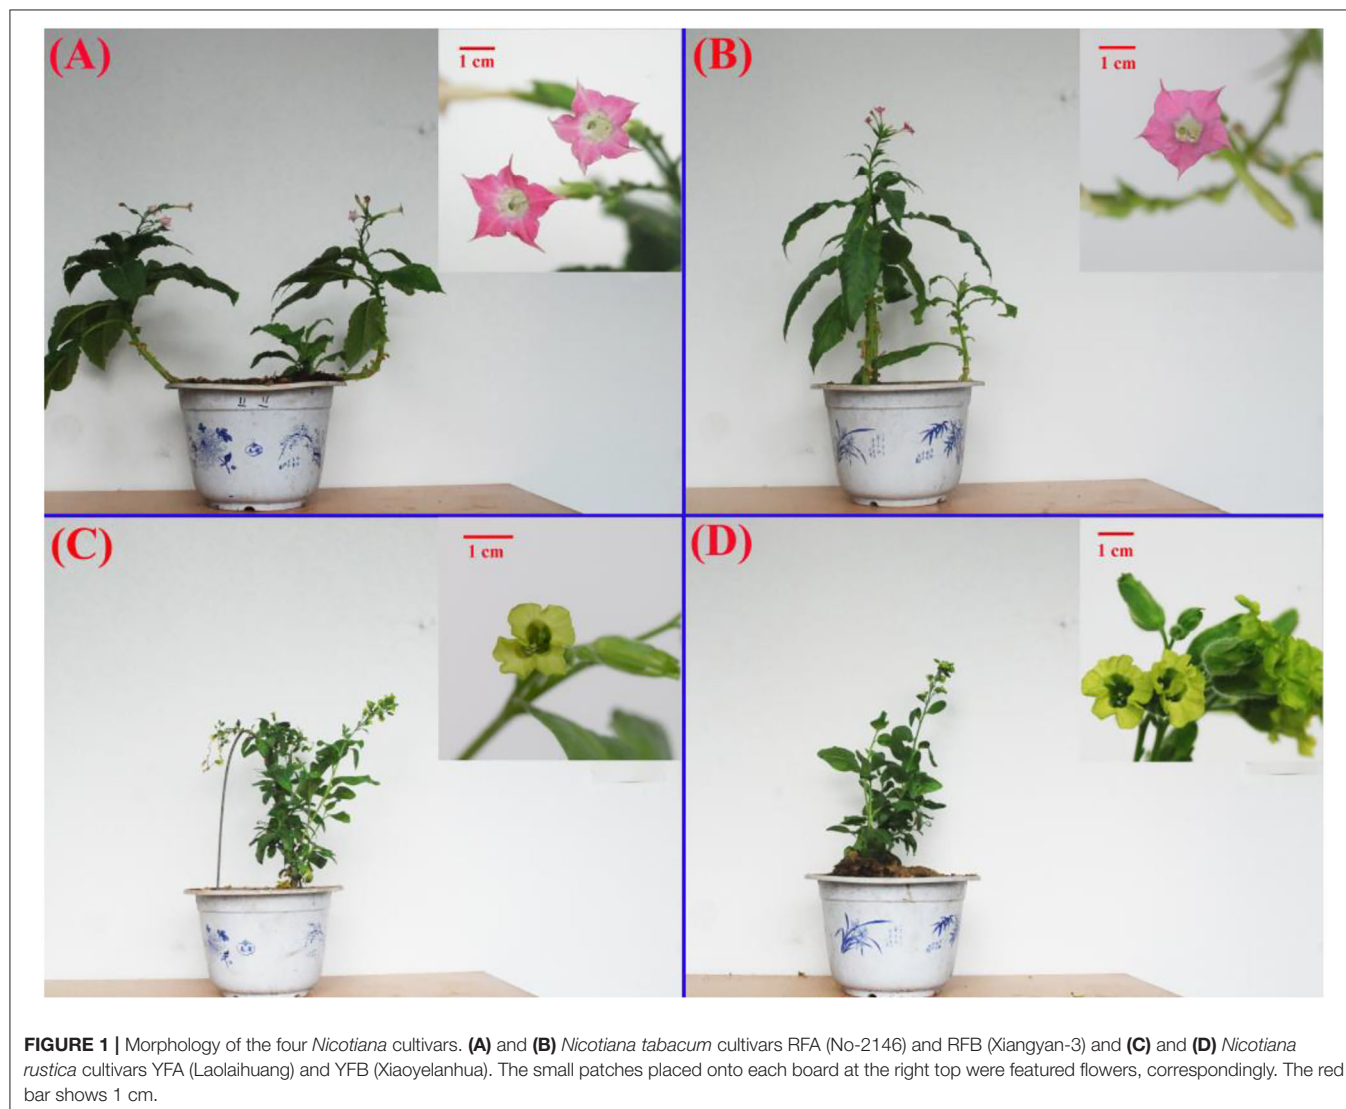 (A)
1 cm
(B)
1 cm
(C)
1 cm
(D)
1 cm
FIGURE 1 | Morphology of the four Nicotiana cultivars. (A) and (B) Nicotiana tabacum cultivars RFA (No-2146) and RFB (Xiangyan-3) and (C) and (D) Nicotiana
rustica cultivars YFA (Laolaihuang) and YFB (Xiaoyelanhua). The small patches placed onto each board at the right top were featured flowers, correspondingly. The red
bar shows 1 cm.